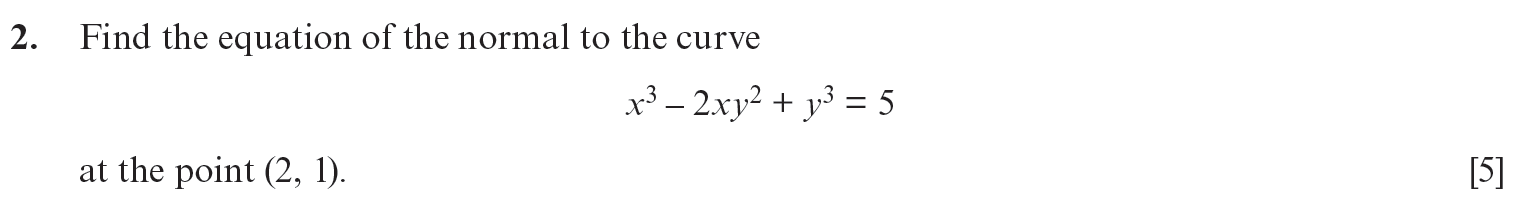 2. Find the equation of the normal to the curve
x³ – 2xy² + y³ = 5
at the point (2, 1). [5]